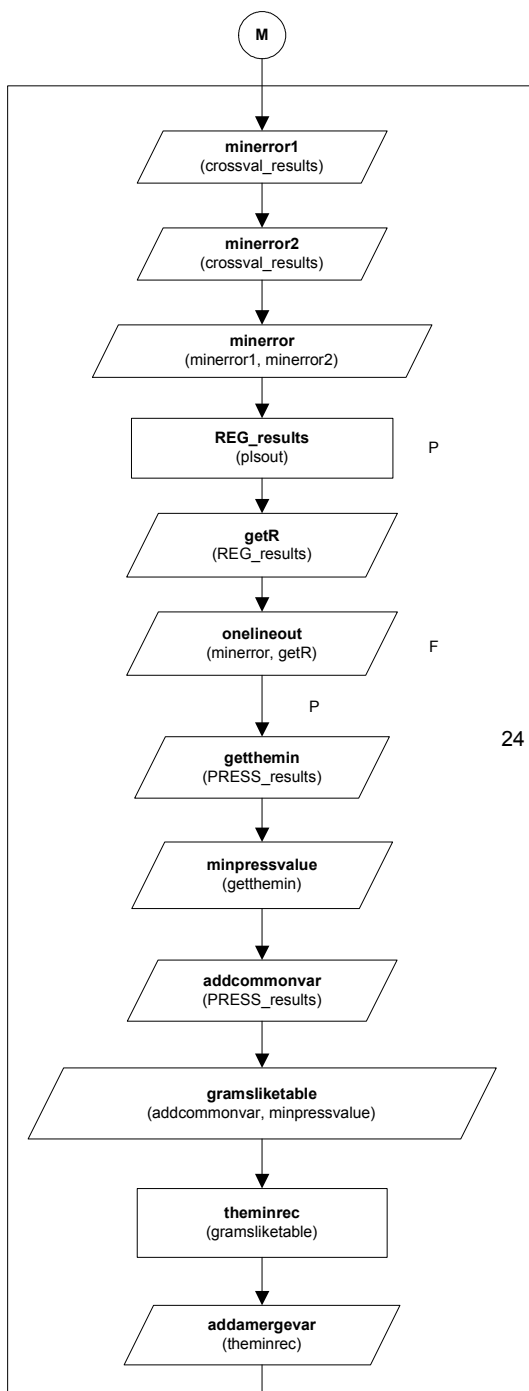 M
minerror1
(crossval_results)
minerror2
(crossval_results)
minerror
(minerror1, minerror2)
REG_results
(plsout)
P
getR
(REG_results)
onelineout
(minerror, getR)
F
P
getthemin
(PRESS_results)
24
minpressvalue
(getthemin)
addcommonvar
(PRESS_results)
gramsliketable
(addcommonvar, minpressvalue)
theminrec
(gramsliketable)
addamergevar
(theminrec)